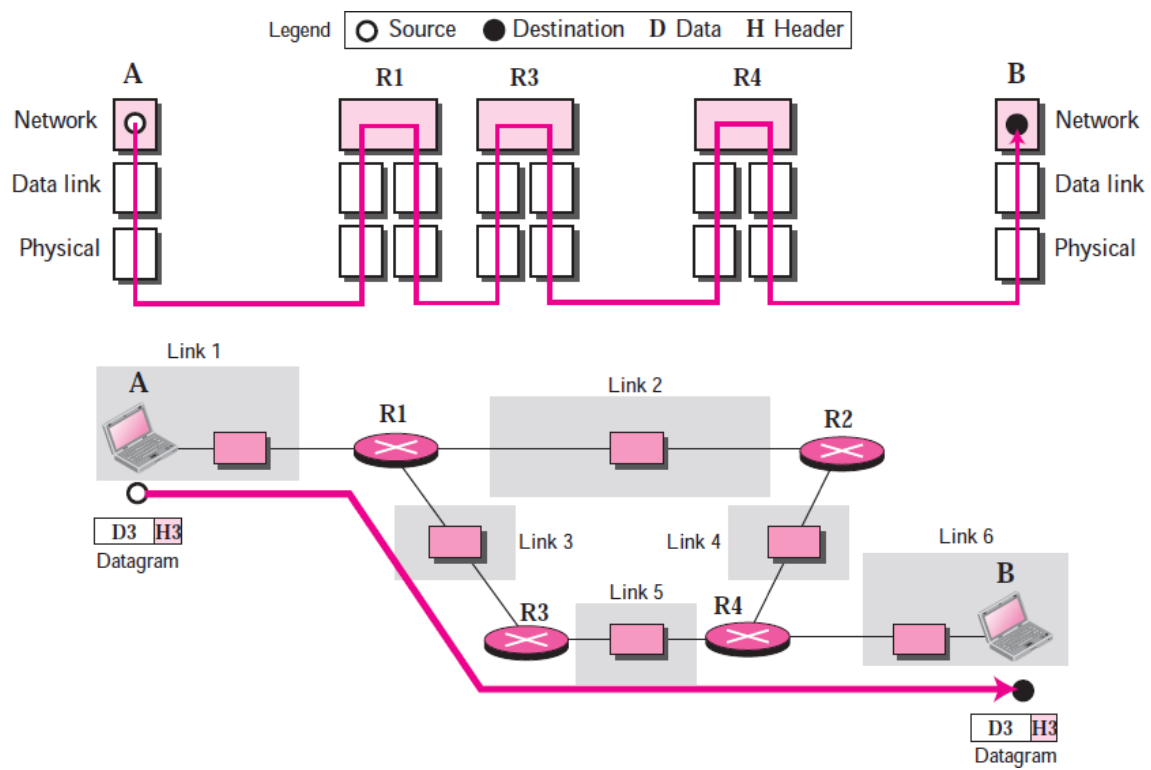 Legend Source Destination D Data H Header
A R1 R3 R4 B
Network Network
Data link Data link
Physical Physical
Link 1
A
Link 2
R1 R2
D3 H3
Datagram
Link 3 Link 4
Link 6
B
Link 5
R3 R4
D3 H3
Datagram